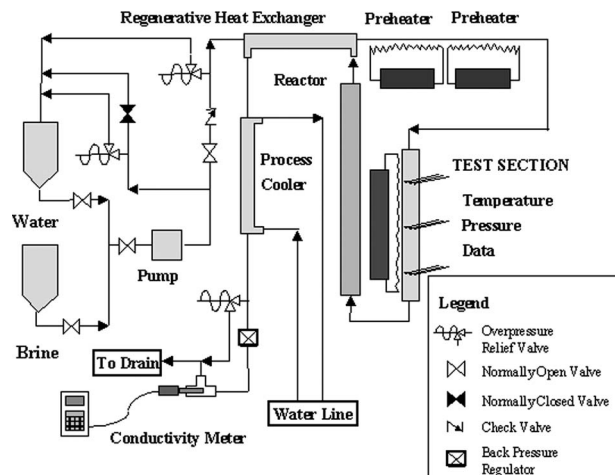 Regenerative Heat Exchanger
Preheater
Preheater
Reactor
Process
Cooler
TEST SECTION
Temperature
Pressure
Data
Water
Pump
Brine
To Drain
Conductivity Meter
Water Line
Legend
Overpressure
Relief Valve
Normally Open Valve
Normally Closed Valve
Check Valve
Back Pressure
Regulator